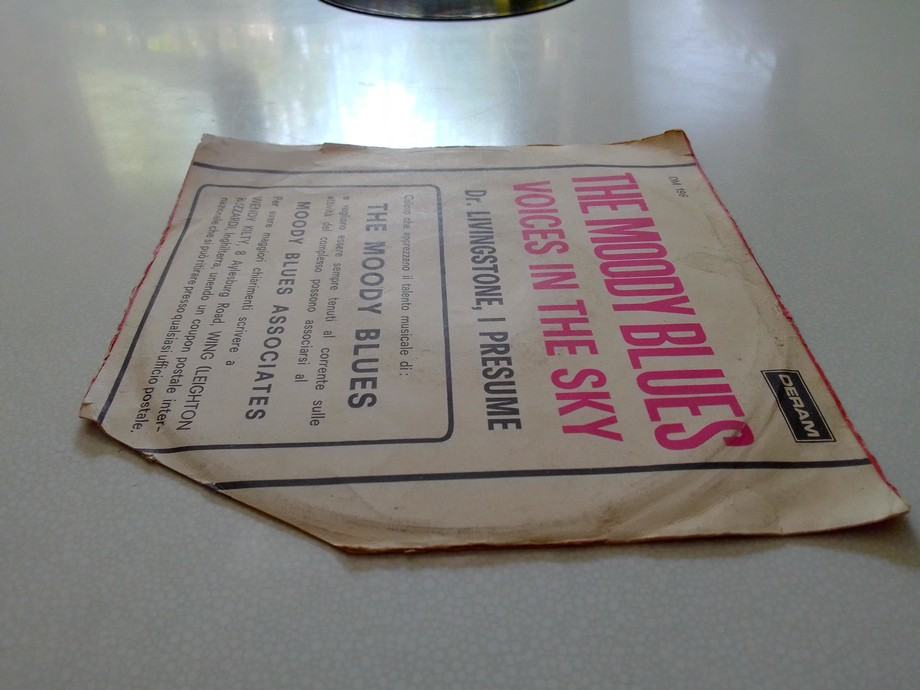 DM 196
DERAM
THE MOODY BLUES
VOICES IN THE SKY
Dr. LIVINGSTONE, I PRESUME
Coloro che apprezzano il talento musicale di:
THE MOODY BLUES
e vogliano essere sempre tenuti al corrente sulle
attività del complesso possono associarsi al
MOODY BLUES ASSOCIATES
Per avere maggiori chiarimenti scrivere a
WENDY KILTY, 8 Aylesburg Road, WING (LEIGHTON
BUZZARD), Inghilterra, unendo un coupon postale inter-
nazionale che si può ritirare presso qualsiasi ufficio postale.